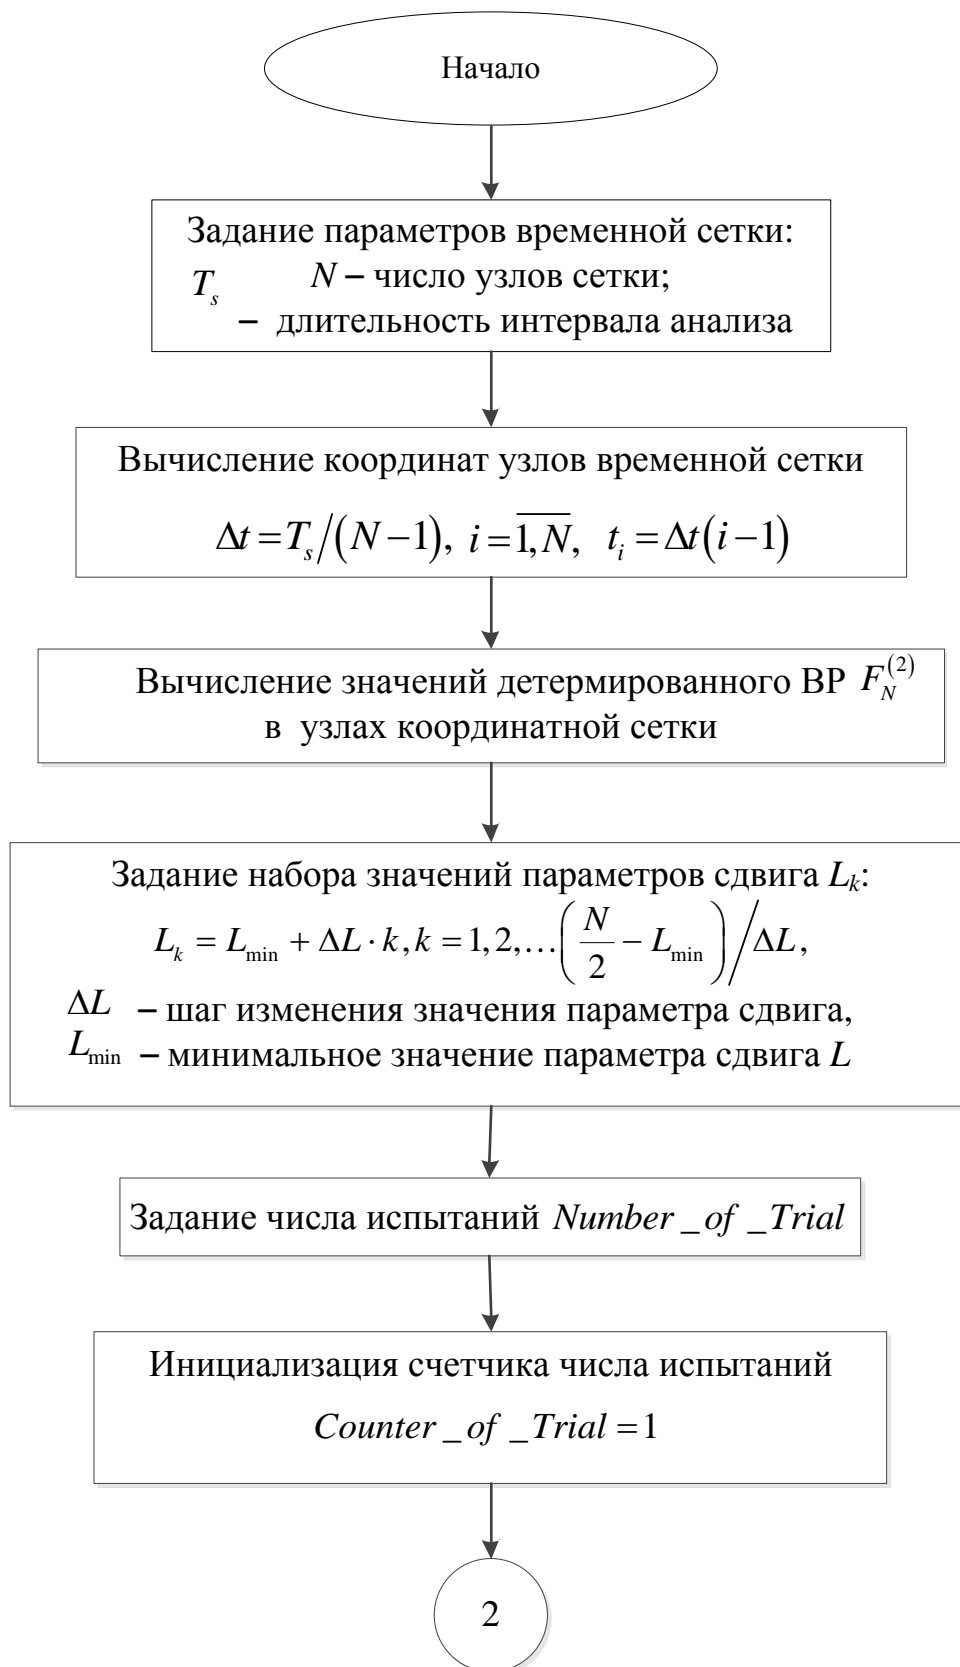 Начало
Задание параметров временной сетки:
N – число узлов сетки;
T_s – длительность интервала анализа
Вычисление координат узлов временной сетки
Δt = T_s/(N−1), i = \overline{1,N}, t_i = Δt(i−1)
Вычисление значений детермированного ВР F_N^{(2)}
в узлах координатной сетки
Задание набора значений параметров сдвига L_k:
L_k = L_min + ΔL · k, k = 1, 2, …(N/2 − L_min)/ΔL,
ΔL – шаг изменения значения параметра сдвига,
L_min – минимальное значение параметра сдвига L
Задание числа испытаний Number_of_Trial
Инициализация счетчика числа испытаний
Counter_of_Trial = 1
2